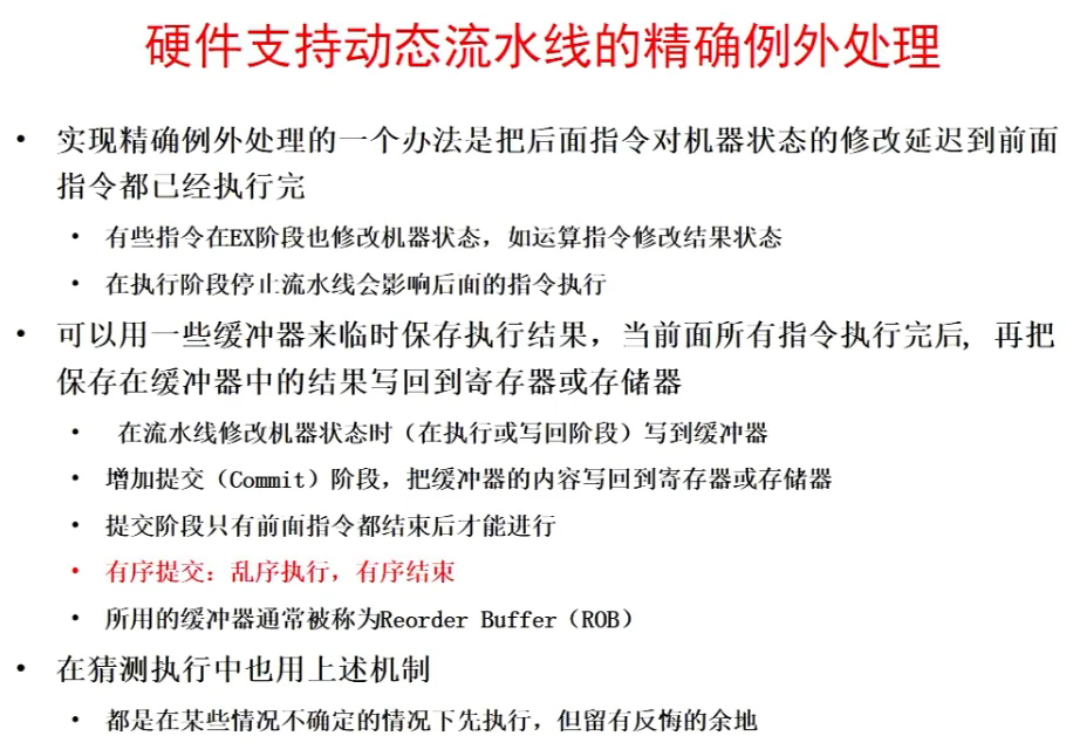 硬件支持动态流水线的精确例外处理
• 实现精确例外处理的一个办法是把后面指令对机器状态的修改延迟到前面
指令都已经执行完
• 有些指令在EX阶段也修改机器状态，如运算指令修改结果状态
• 在执行阶段停止流水线会影响后面的指令执行
• 可以用一些缓冲器来临时保存执行结果，当前面所有指令执行完后，再把
保存在缓冲器中的结果写回到寄存器或存储器
• 在流水线修改机器状态时（在执行或写回阶段）写到缓冲器
• 增加提交（Commit）阶段，把缓冲器的内容写回到寄存器或存储器
• 提交阶段只有前面指令都结束后才能进行
• 有序提交：乱序执行，有序结束
• 所用的缓冲器通常被称为Reorder Buffer（ROB）
• 在猜测执行中也用上述机制
• 都是在某些情况不确定的情况下先执行，但留有反悔的余地